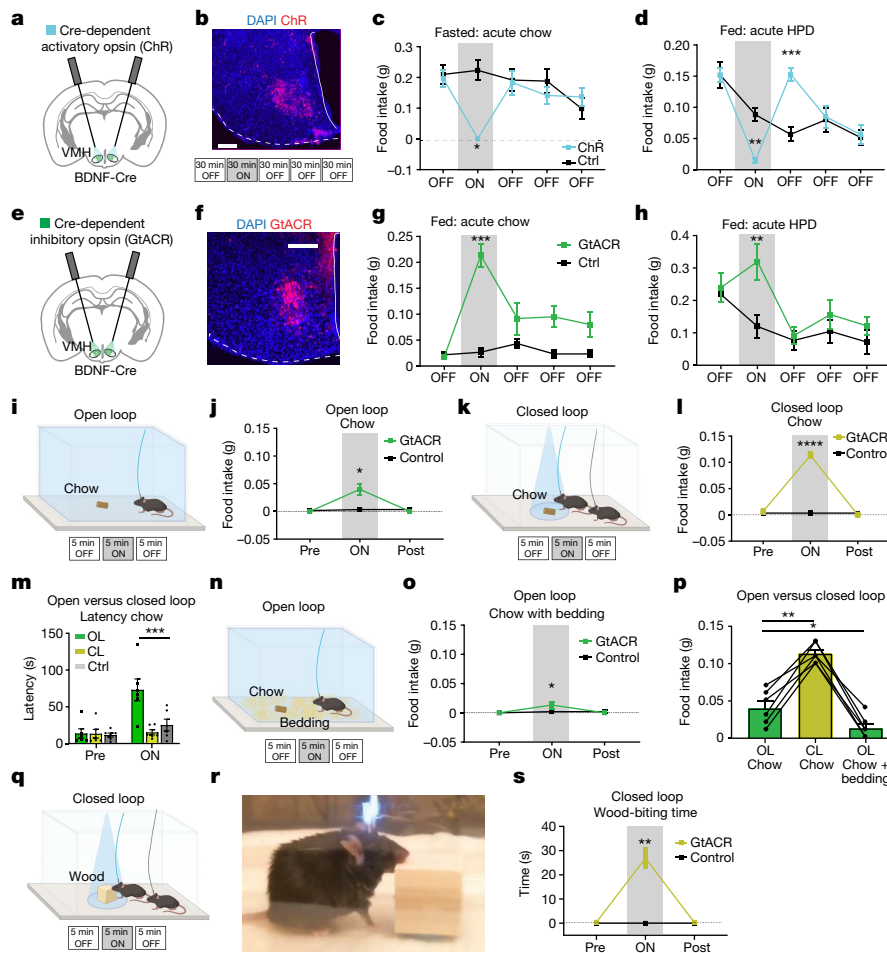 a
Cre-dependent
activatory opsin (ChR)
VMH
BDNF-Cre
b
DAPI ChR
30 min OFF
30 min ON
30 min OFF
30 min OFF
30 min OFF
c
Fasted: acute chow
Food intake (g)
0.3
0.2
0.1
0
–0.1
*
ChR
Ctrl
OFF ON OFF OFF OFF
d
Fed: acute HPD
Food intake (g)
0.20
0.15
0.10
0.05
0
***
**
OFF ON OFF OFF OFF
e
Cre-dependent
inhibitory opsin (GtACR)
VMH
BDNF-Cre
f
DAPI GtACR
g
Fed: acute chow
Food intake (g)
0.25
0.20
0.15
0.10
0.05
0
***
GtACR
Ctrl
OFF ON OFF OFF OFF
h
Fed: acute HPD
Food intake (g)
0.4
0.3
0.2
0.1
0
**
GtACR
Ctrl
OFF ON OFF OFF OFF
i
Open loop
Chow
5 min OFF
5 min ON
5 min OFF
j
Open loop
Chow
Food intake (g)
0.15
0.10
0.05
0
–0.05
*
GtACR
Control
Pre ON Post
k
Closed loop
Chow
5 min OFF
5 min ON
5 min OFF
l
Closed loop
Chow
Food intake (g)
0.15
0.10
0.05
0
–0.05
****
GtACR
Control
Pre ON Post
m
Open versus closed loop
Latency chow
Latency (s)
200
150
100
50
0
OL
CL
Ctrl
***
Pre ON
n
Open loop
Chow
Bedding
5 min OFF
5 min ON
5 min OFF
o
Open loop
Chow with bedding
Food intake (g)
0.15
0.10
0.05
0
–0.05
*
GtACR
Control
Pre ON Post
p
Open versus closed loop
Food intake (g)
0.15
0.10
0.05
0
**
*
OL Chow
CL Chow
OL Chow + bedding
q
Closed loop
Wood
5 min OFF
5 min ON
5 min OFF
r
s
Closed loop
Wood-biting time
Time (s)
40
30
20
10
0
**
GtACR
Control
Pre ON Post